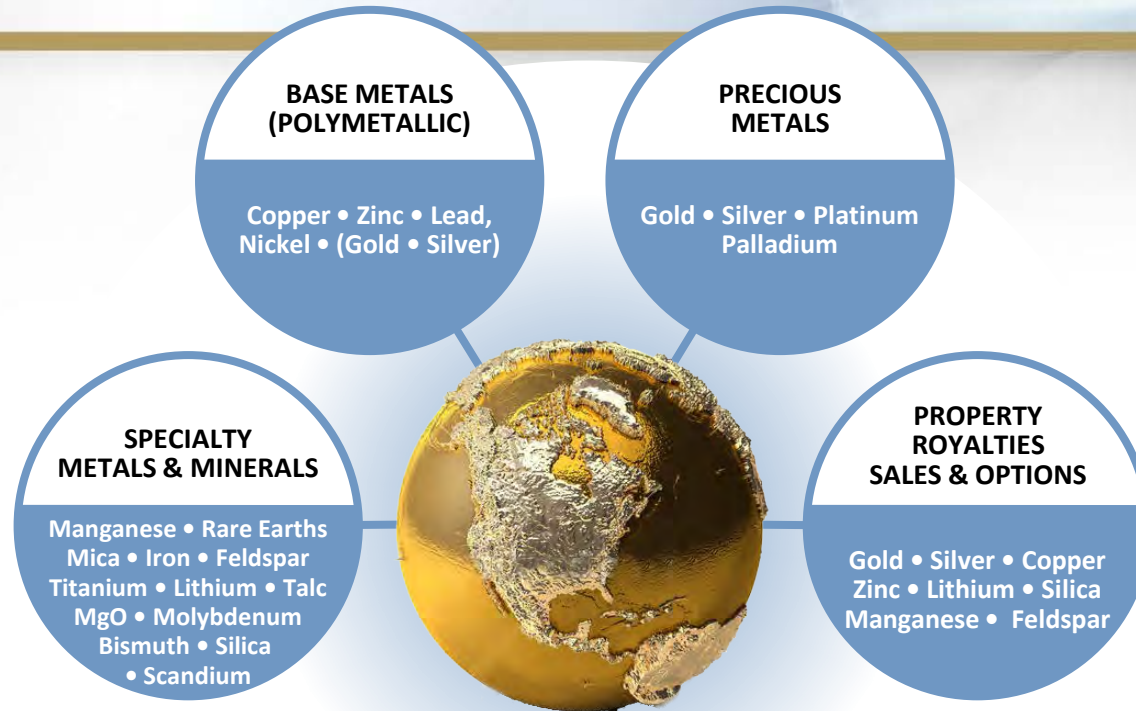 BASE METALS
(POLYMETALLIC)
Copper • Zinc • Lead,
Nickel • (Gold • Silver)
PRECIOUS
METALS
Gold • Silver • Platinum
Palladium
SPECIALTY
METALS & MINERALS
Manganese • Rare Earths
Mica • Iron • Feldspar
Titanium • Lithium • Talc
MgO • Molybdenum
Bismuth • Silica
• Scandium
PROPERTY
ROYALTIES
SALES & OPTIONS
Gold • Silver • Copper
Zinc • Lithium • Silica
Manganese • Feldspar